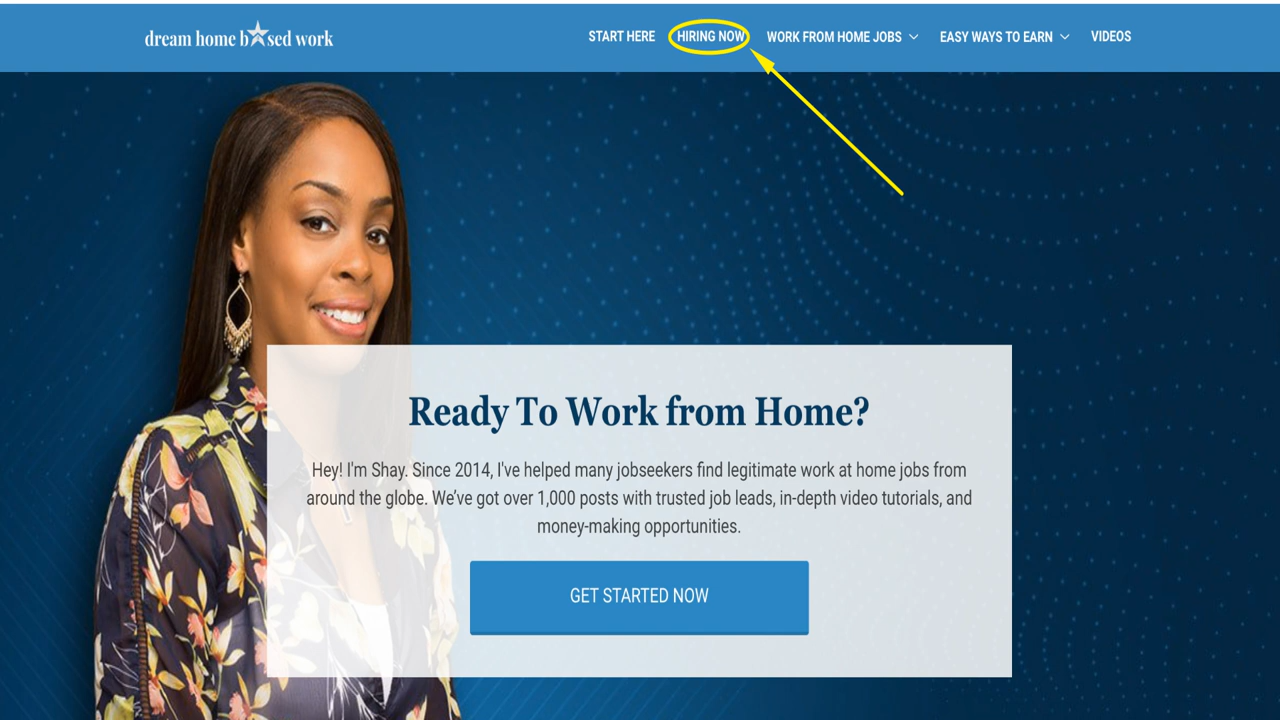 dream home b★sed work
START HERE
HIRING NOW
WORK FROM HOME JOBS
EASY WAYS TO EARN
VIDEOS
Ready To Work from Home?
Hey! I'm Shay. Since 2014, I've helped many jobseekers find legitimate work at home jobs from
around the globe. We've got over 1,000 posts with trusted job leads, in-depth video tutorials, and
money-making opportunities.
GET STARTED NOW